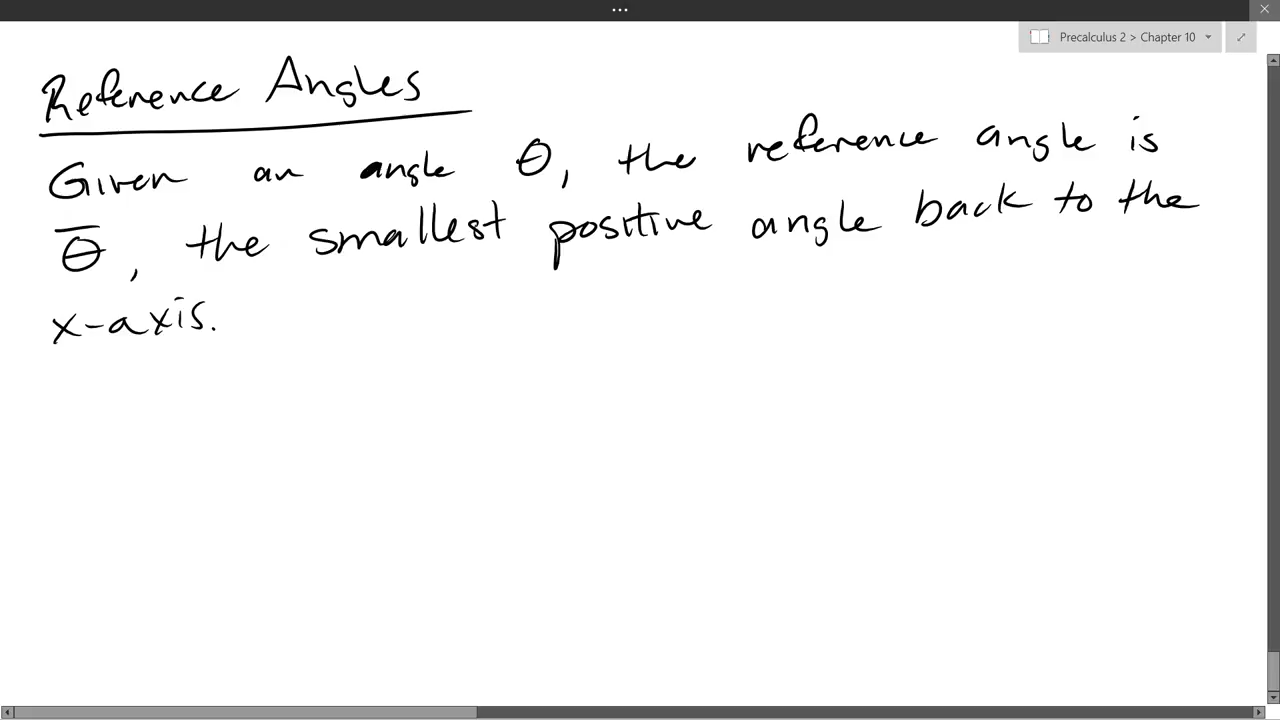 ...
Precalculus 2 > Chapter 10
Reference Angles
Given an angle θ, the reference angle is
θ̅, the smallest positive angle back to the
x-axis.